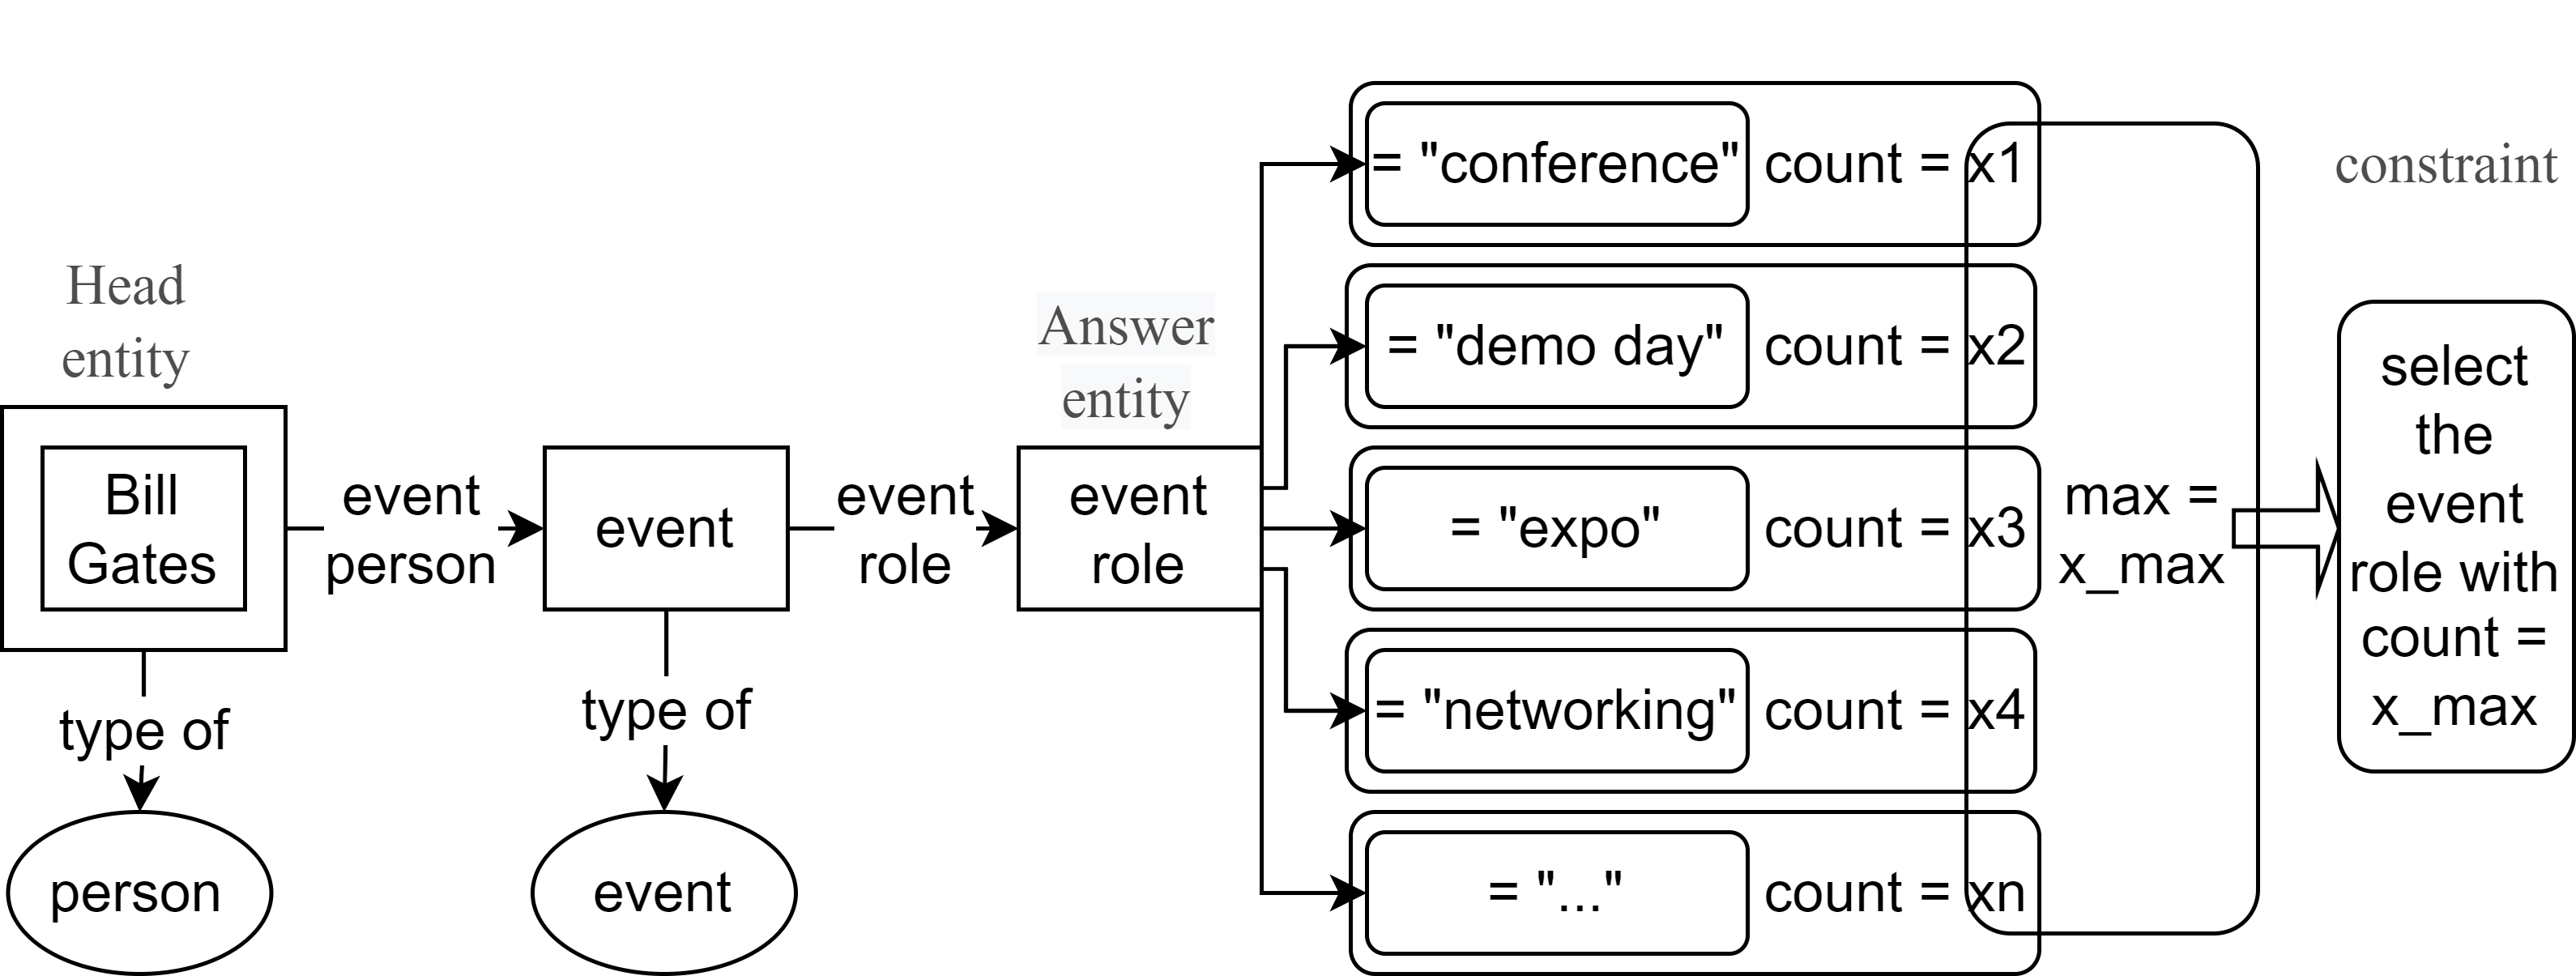 Head
entity
Bill
Gates
type of
person
event
person
event
type of
event
event
role
Answer
entity
event
role
= "conference" count = x1
= "demo day" count = x2
= "expo" count = x3
= "networking" count = x4
= "..." count = xn
max =
x_max
constraint
select
the
event
role with
count =
x_max